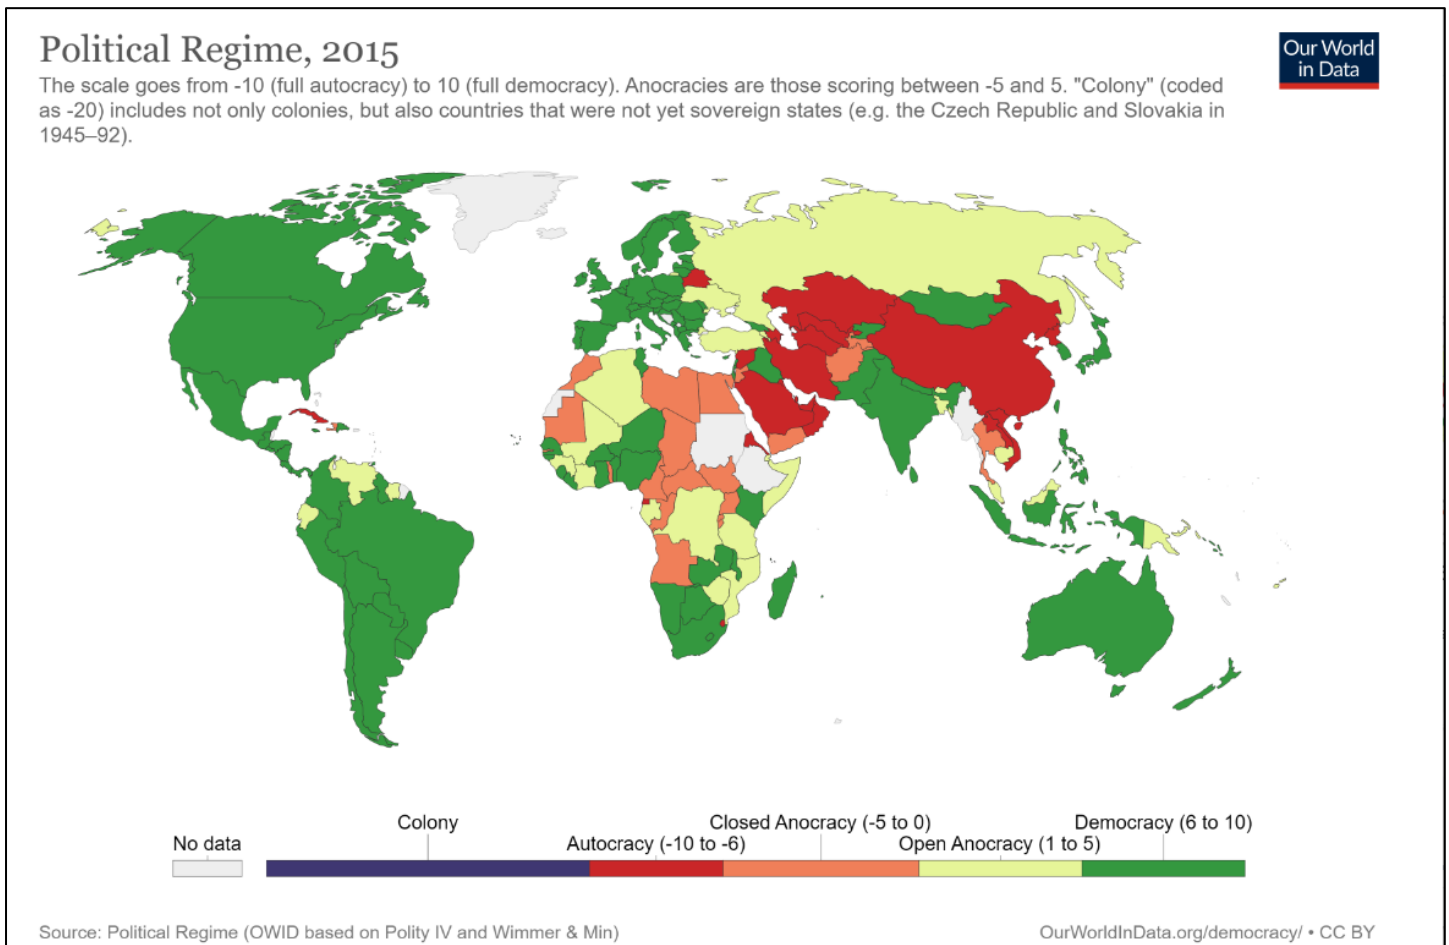 Political Regime, 2015
Our World
in Data
The scale goes from -10 (full autocracy) to 10 (full democracy). Anocracies are those scoring between -5 and 5. "Colony" (coded
as -20) includes not only colonies, but also countries that were not yet sovereign states (e.g. the Czech Republic and Slovakia in
1945–92).
Colony
Closed Anocracy (-5 to 0)
Democracy (6 to 10)
No data
Autocracy (-10 to -6)
Open Anocracy (1 to 5)
Source: Political Regime (OWID based on Polity IV and Wimmer & Min)
OurWorldInData.org/democracy/ • CC BY